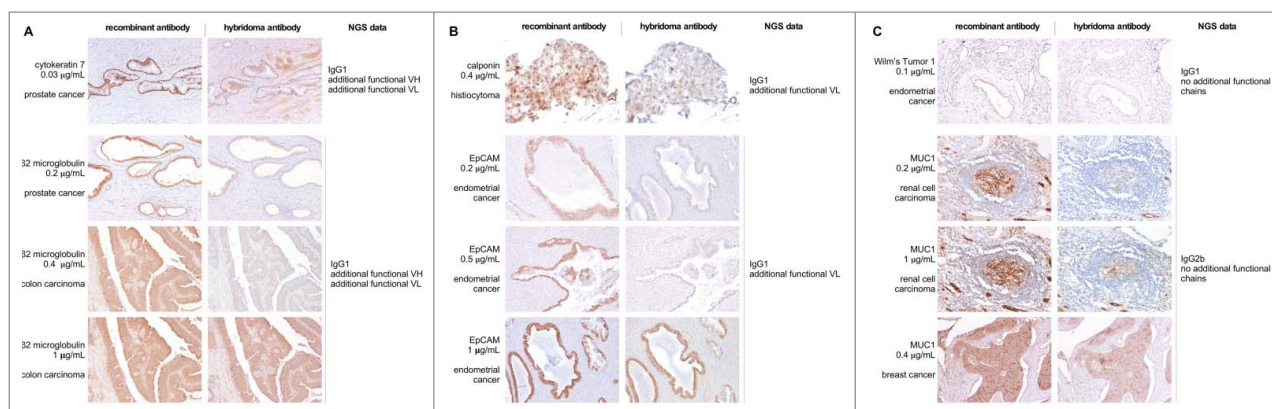 A
recombinant antibody
hybridoma antibody
NGS data
cytokeratin 7
0.03 µg/mL
prostate cancer
IgG1
additional functional VH
additional functional VL
32 microglobulin
0.2 µg/mL
prostate cancer
32 microglobulin
0.4 µg/mL
colon carcinoma
IgG1
additional functional VH
additional functional VL
32 microglobulin
1 µg/mL
colon carcinoma
B
recombinant antibody
hybridoma antibody
NGS data
calponin
0.4 µg/mL
histiocytoma
IgG1
additional functional VL
EpCAM
0.2 µg/mL
endometrial
cancer
EpCAM
0.5 µg/mL
endometrial
cancer
IgG1
additional functional VL
EpCAM
1 µg/mL
endometrial
cancer
C
recombinant antibody
hybridoma antibody
NGS data
Wilm's Tumor 1
0.1 µg/mL
endometrial
cancer
IgG1
no additional functional
chains
MUC1
0.2 µg/mL
renal cell
carcinoma
MUC1
1 µg/mL
renal cell
carcinoma
IgG2b
no additional functional
chains
MUC1
0.4 µg/mL
breast cancer